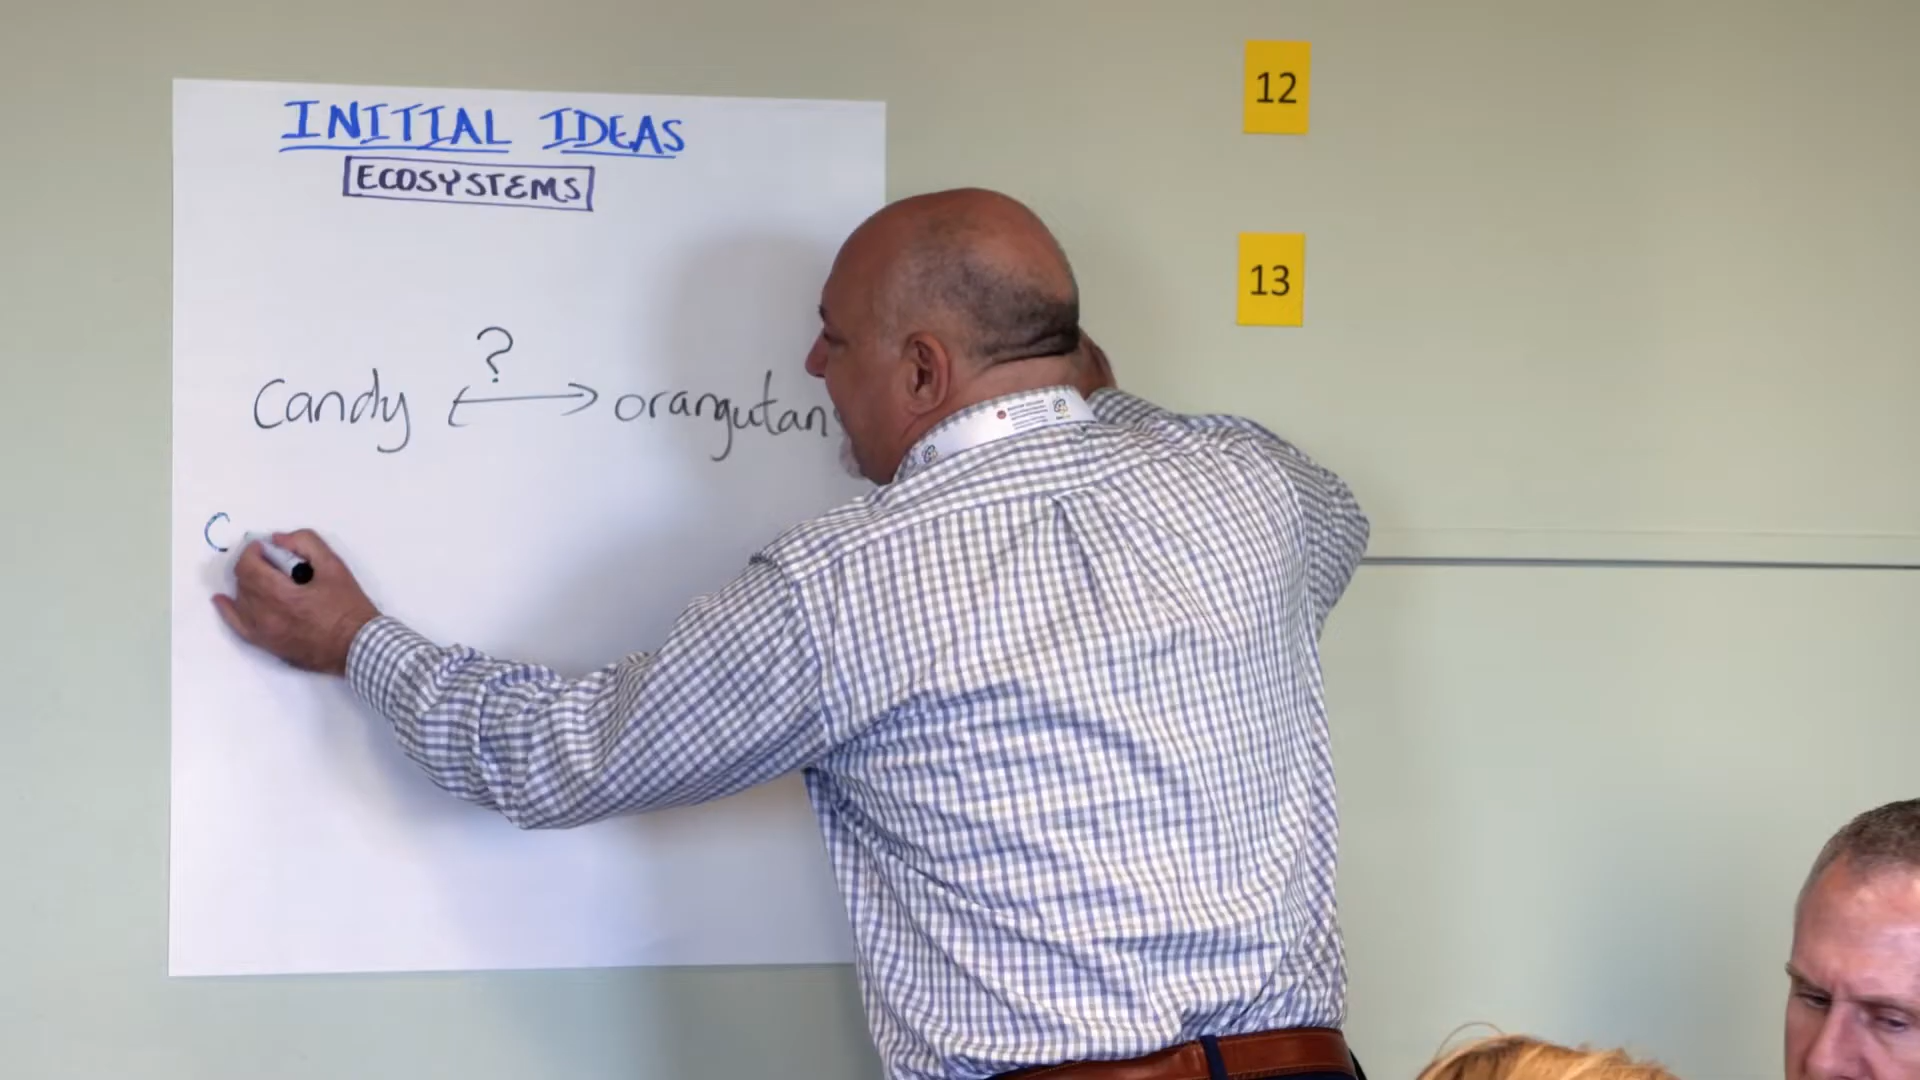 INITIAL IDEAS
ECOSYSTEMS
?
Candy ⟷ orangutan
C
12
13